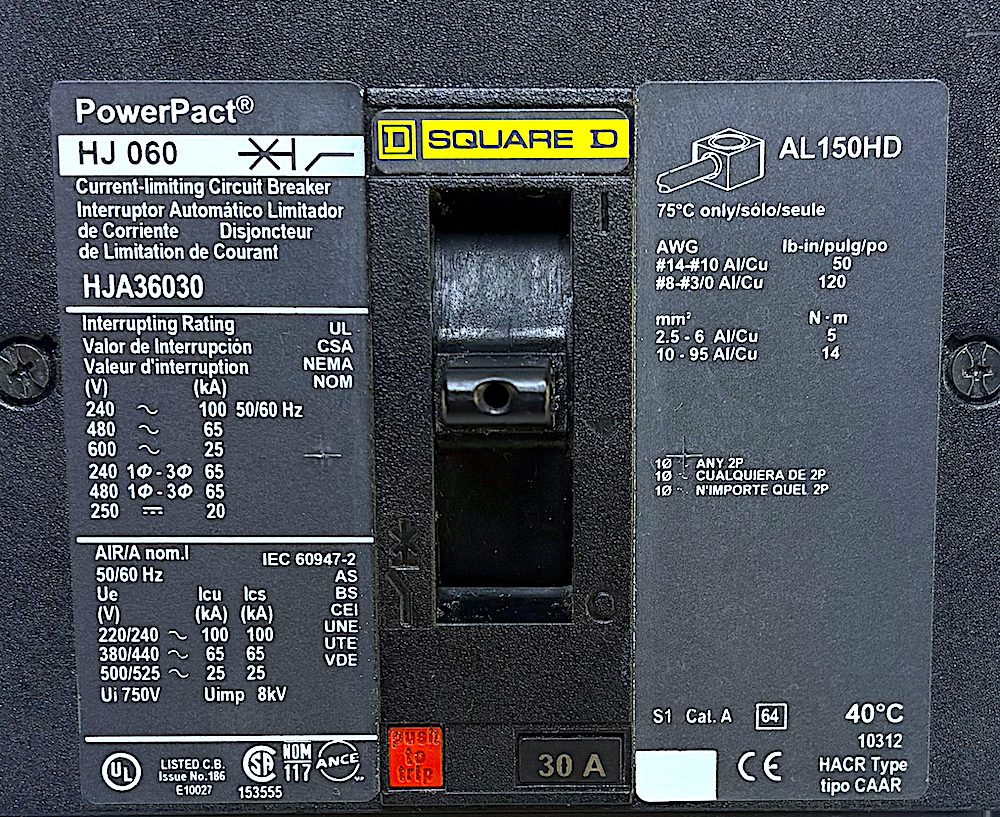 PowerPact®
HJ 060
Current-limiting Circuit Breaker
Interruptor Automático Limitador
de Corriente Disjoncteur
de Limitation de Courant
HJA36030
Interrupting Rating UL
Valor de Interrupción CSA
Valeur d'interruption NEMA
(V) (kA) NOM
240 ~ 100 50/60 Hz
480 ~ 65
600 ~ 25
240 1Φ - 3Φ 65
480 1Φ - 3Φ 65
250 ⎓ 20
AIR/A nom.I IEC 60947-2
50/60 Hz AS
Ue Icu Ics BS
(V) (kA) (kA) CEI
220/240 ~ 100 100 UNE
380/440 ~ 65 65 UTE
500/525 ~ 25 25 VDE
Ui 750V Uimp 8kV
UL LISTED C.B.
Issue No.186
E10027
SA
153555
NOM
117
ANCE
D SQUARE D
I
O
push
to
trip
30 A
AL150HD
75°C only/sólo/seule
AWG lb-in/pulg/po
#14-#10 Al/Cu 50
#8-#3/0 Al/Cu 120
mm² N · m
2.5 - 6 Al/Cu 5
10 - 95 Al/Cu 14
1Ø ~ ANY 2P
1Ø ~ CUALQUIERA DE 2P
1Ø ~ N'IMPORTE QUEL 2P
S1 Cat. A 64 40°C
10312
CE HACR Type
tipo CAAR